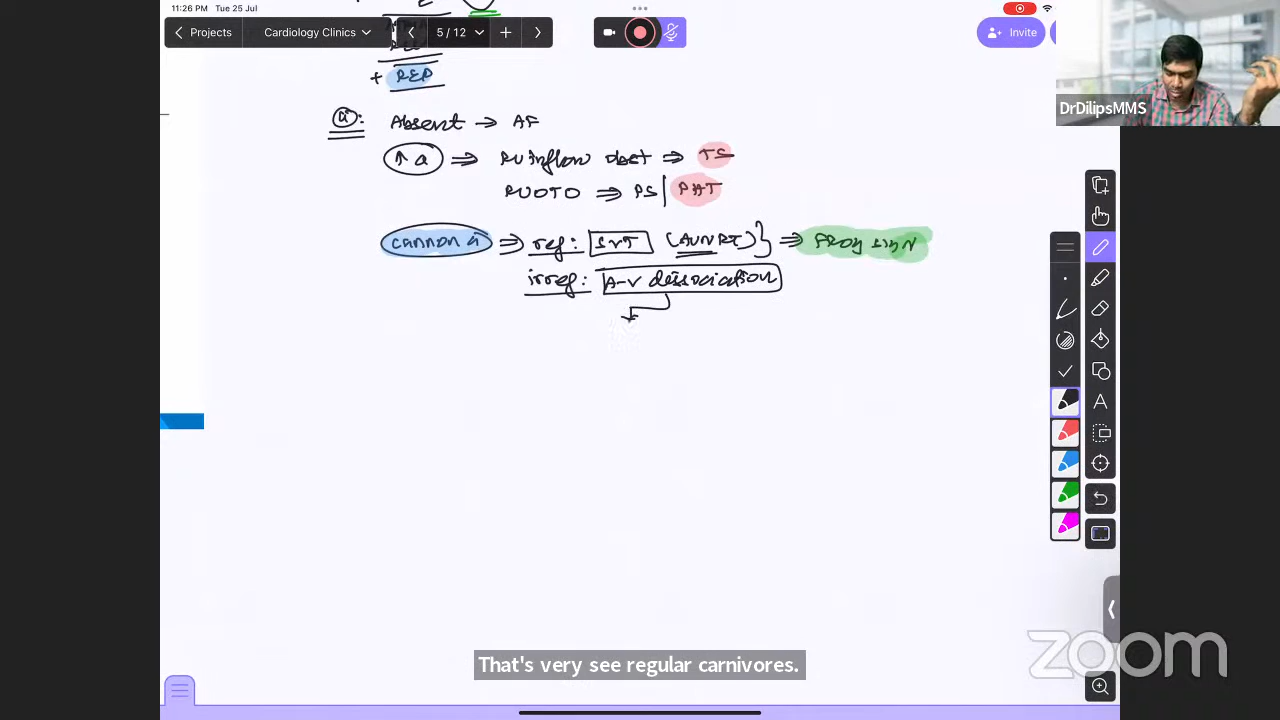 11:26 PM Tue 25 Jul
Projects Cardiology Clinics 5 / 12 Invite
+ REP
DrDilipsMMS
a: Absent → AF
↑ a ⇒ RV inflow obst ⇒ TS
RVOTO ⇒ PS | PHT
cannon a ⇒ reg: SVT (AVNRT) } ⇒ FROG SIGN
irreg: A-V dissociation
That's very see regular carnivores.
zoom